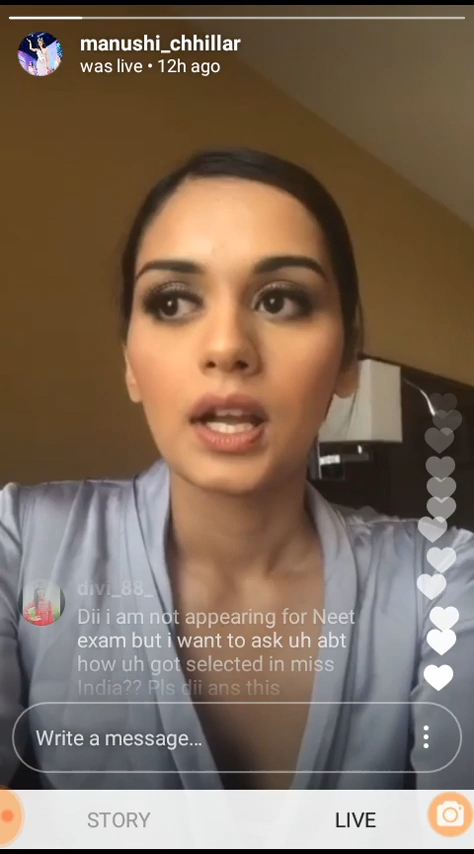 manushi_chhillar
was live • 12h ago
divi_88_
Dii i am not appearing for Neet
exam but i want to ask uh abt
how uh got selected in miss
India?? Pls dii ans this
Write a message...
STORY
LIVE